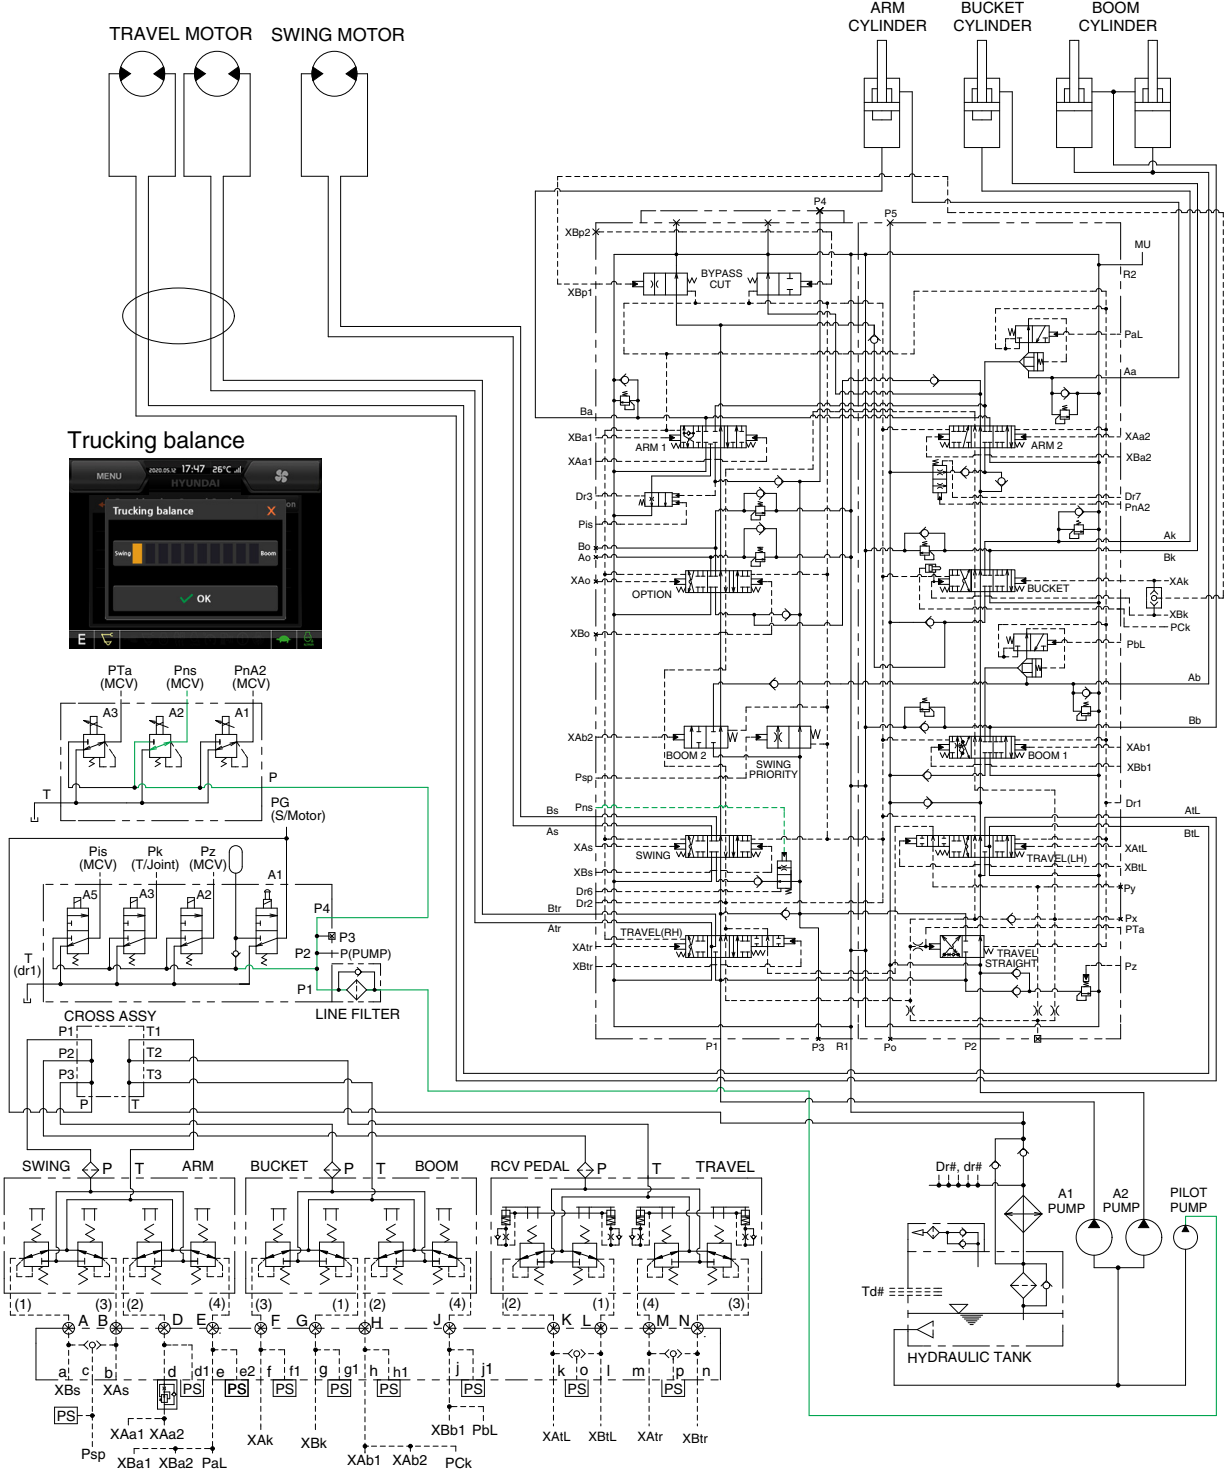 TRAVEL MOTOR
SWING MOTOR
ARM
CYLINDER
BUCKET
CYLINDER
BOOM
CYLINDER
P4
P5
XBp2
MU
R2
BYPASS
CUT
XBp1
PaL
Aa
Ba
XBa1
ARM 1
XAa1
ARM 2
XAa2
XBa2
Dr3
Pis
Dr7
PnA2
Bo
Ao
Ak
Bk
XAo
OPTION
BUCKET
XAk
XBk
PCk
XBo
PbL
Ab
Bb
XAb2
BOOM 2
SWING
PRIORITY
BOOM 1
XAb1
XBb1
Psp
Pns
Dr1
Bs
As
AtL
BtL
XAs
SWING
TRAVEL(LH)
XAtL
XBtL
XBs
Dr6
Dr2
Py
Btr
Atr
TRAVEL(RH)
Px
PTa
XAtr
XBtr
TRAVEL
STRAIGHT
Pz
P1
P3
R1
Po
P2
Trucking balance
MENU
2020.05.12 17:47 26°C
HYUNDAI
Trucking balance
X
on
Swing
Boom
OK
E
PTa
(MCV)
Pns
(MCV)
PnA2
(MCV)
A3
A2
A1
P
T
PG
(S/Motor)
Pis
(MCV)
Pk
(T/Joint)
Pz
(MCV)
A5
A3
A2
A1
P4
P3
P2
P(PUMP)
T
(dr1)
P1
LINE FILTER
CROSS ASSY
P1
T1
P2
T2
P3
T3
P
T
SWING
P
T
ARM
BUCKET
P
T
BOOM
RCV PEDAL
P
T
TRAVEL
(1)
(3)
(2)
(4)
(3)
(1)
(2)
(4)
(2)
(1)
(4)
(3)
A
B
D
E
F
G
H
J
K
L
M
N
a
c
b
d
d1
e
e2
f
f1
g
g1
h
h1
j
j1
k
o
l
m
p
n
XBs
XAs
PS
PS
PS
PS
PS
PS
PS
PS
PS
Psp
XAa1
XAa2
XBa1
XBa2
PaL
XAk
XBk
XAb1
XAb2
PCk
XBb1
PbL
XAtL
XBtL
XAtr
XBtr
Dr#, dr#
A1
PUMP
A2
PUMP
PILOT
PUMP
Td#
HYDRAULIC TANK